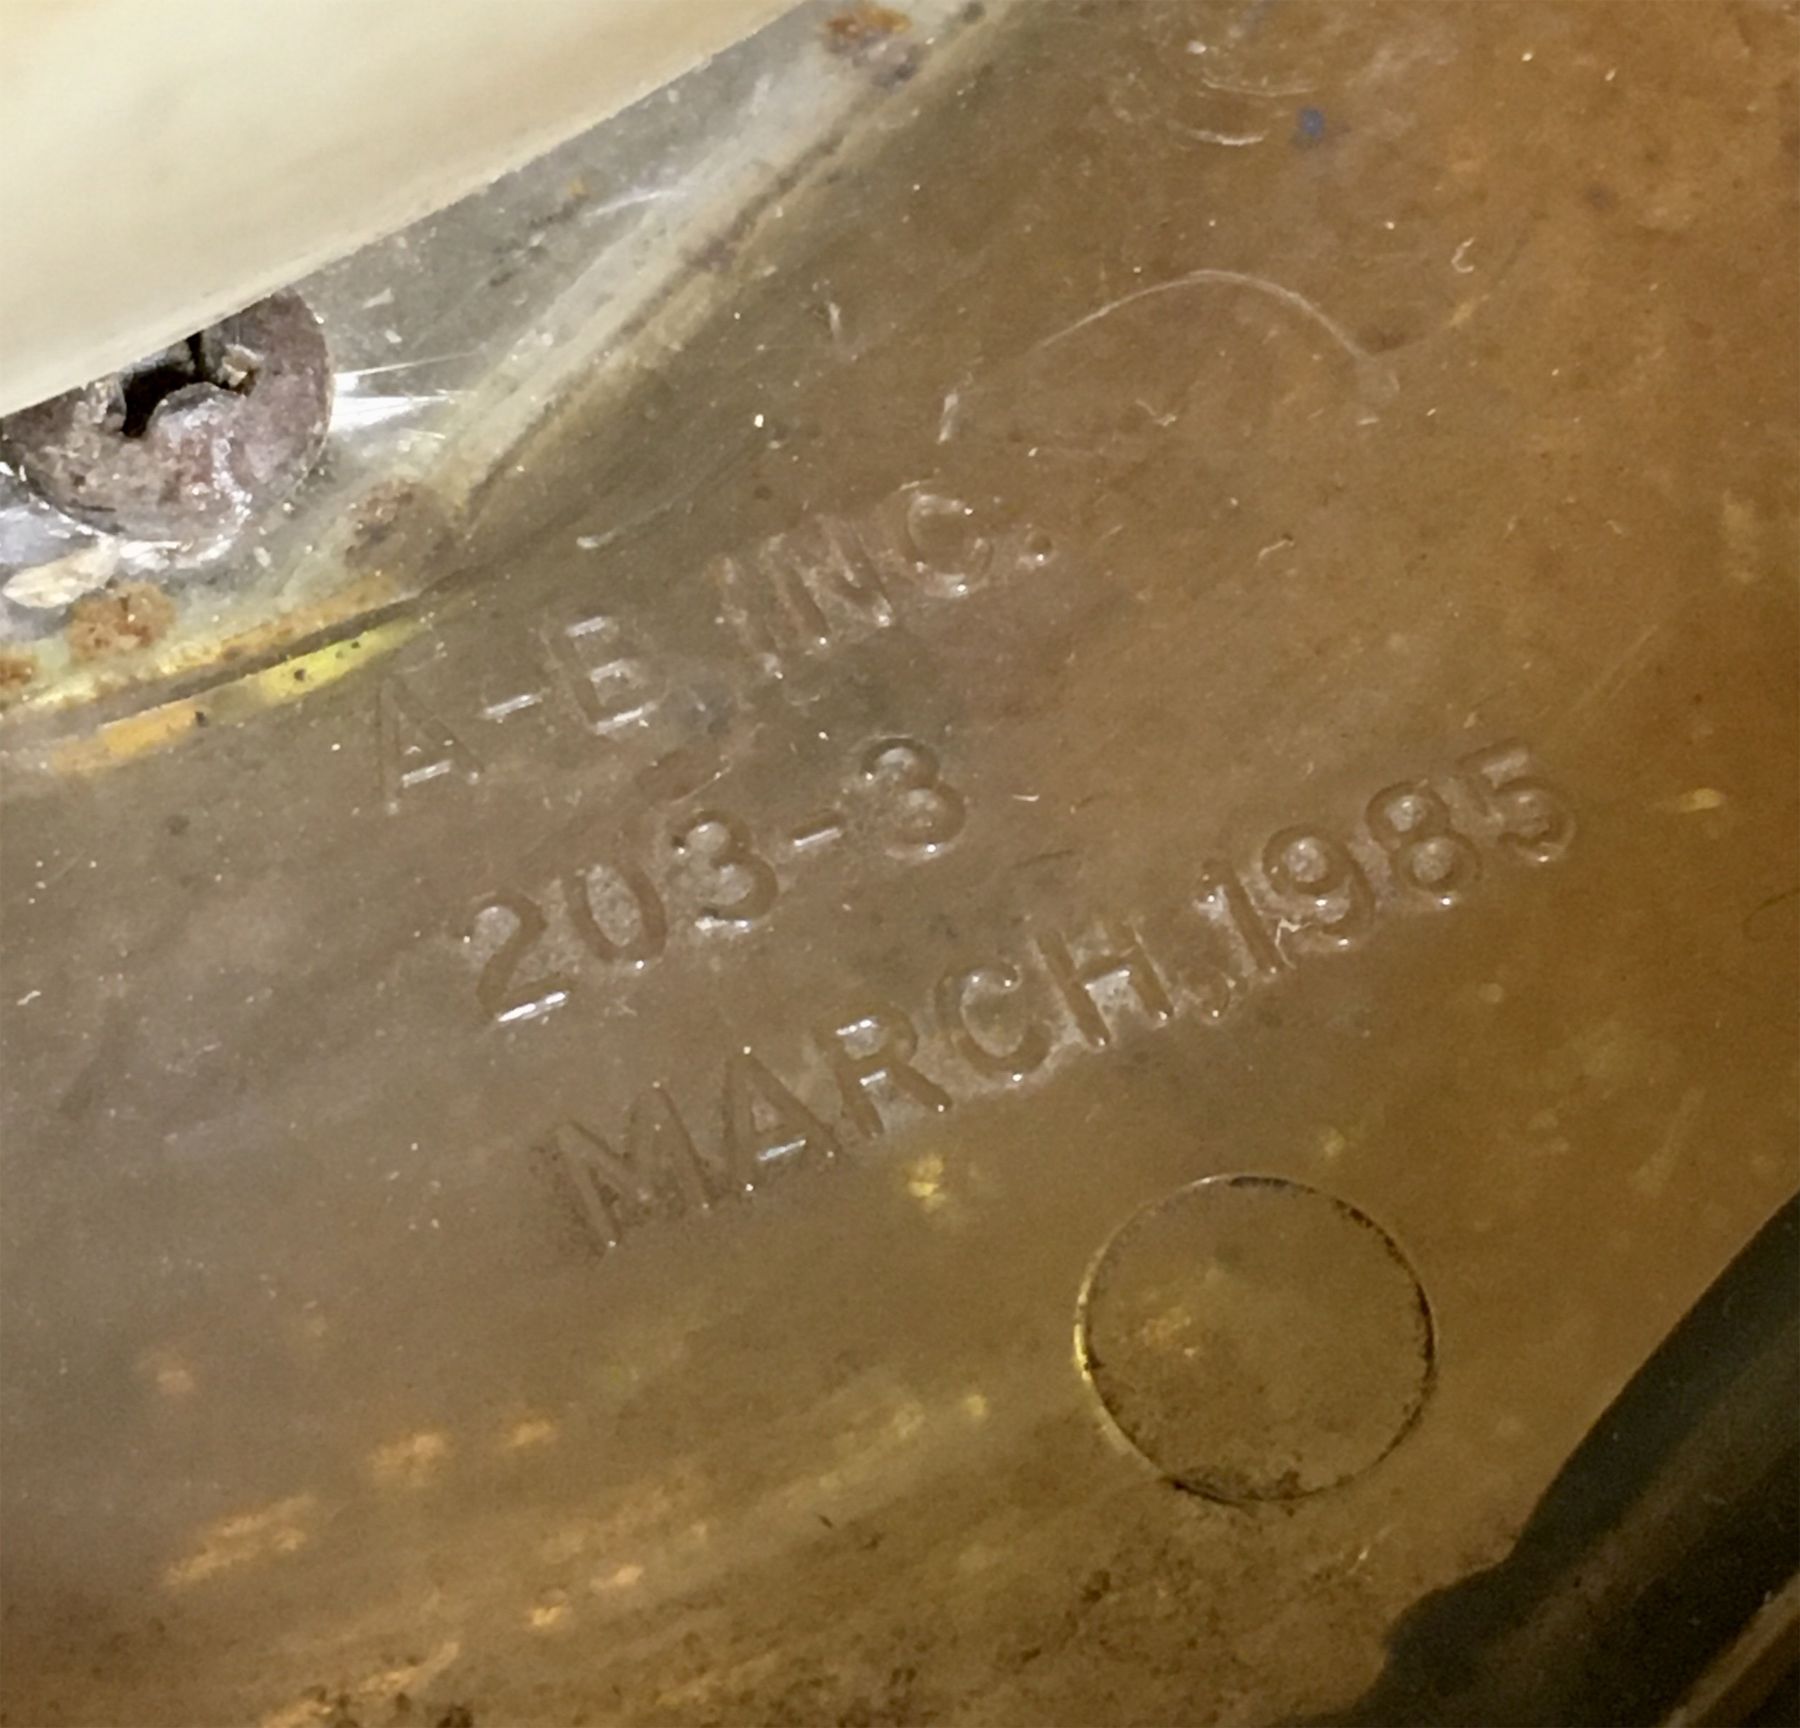 A-B, INC.
203-3
MARCH,1985